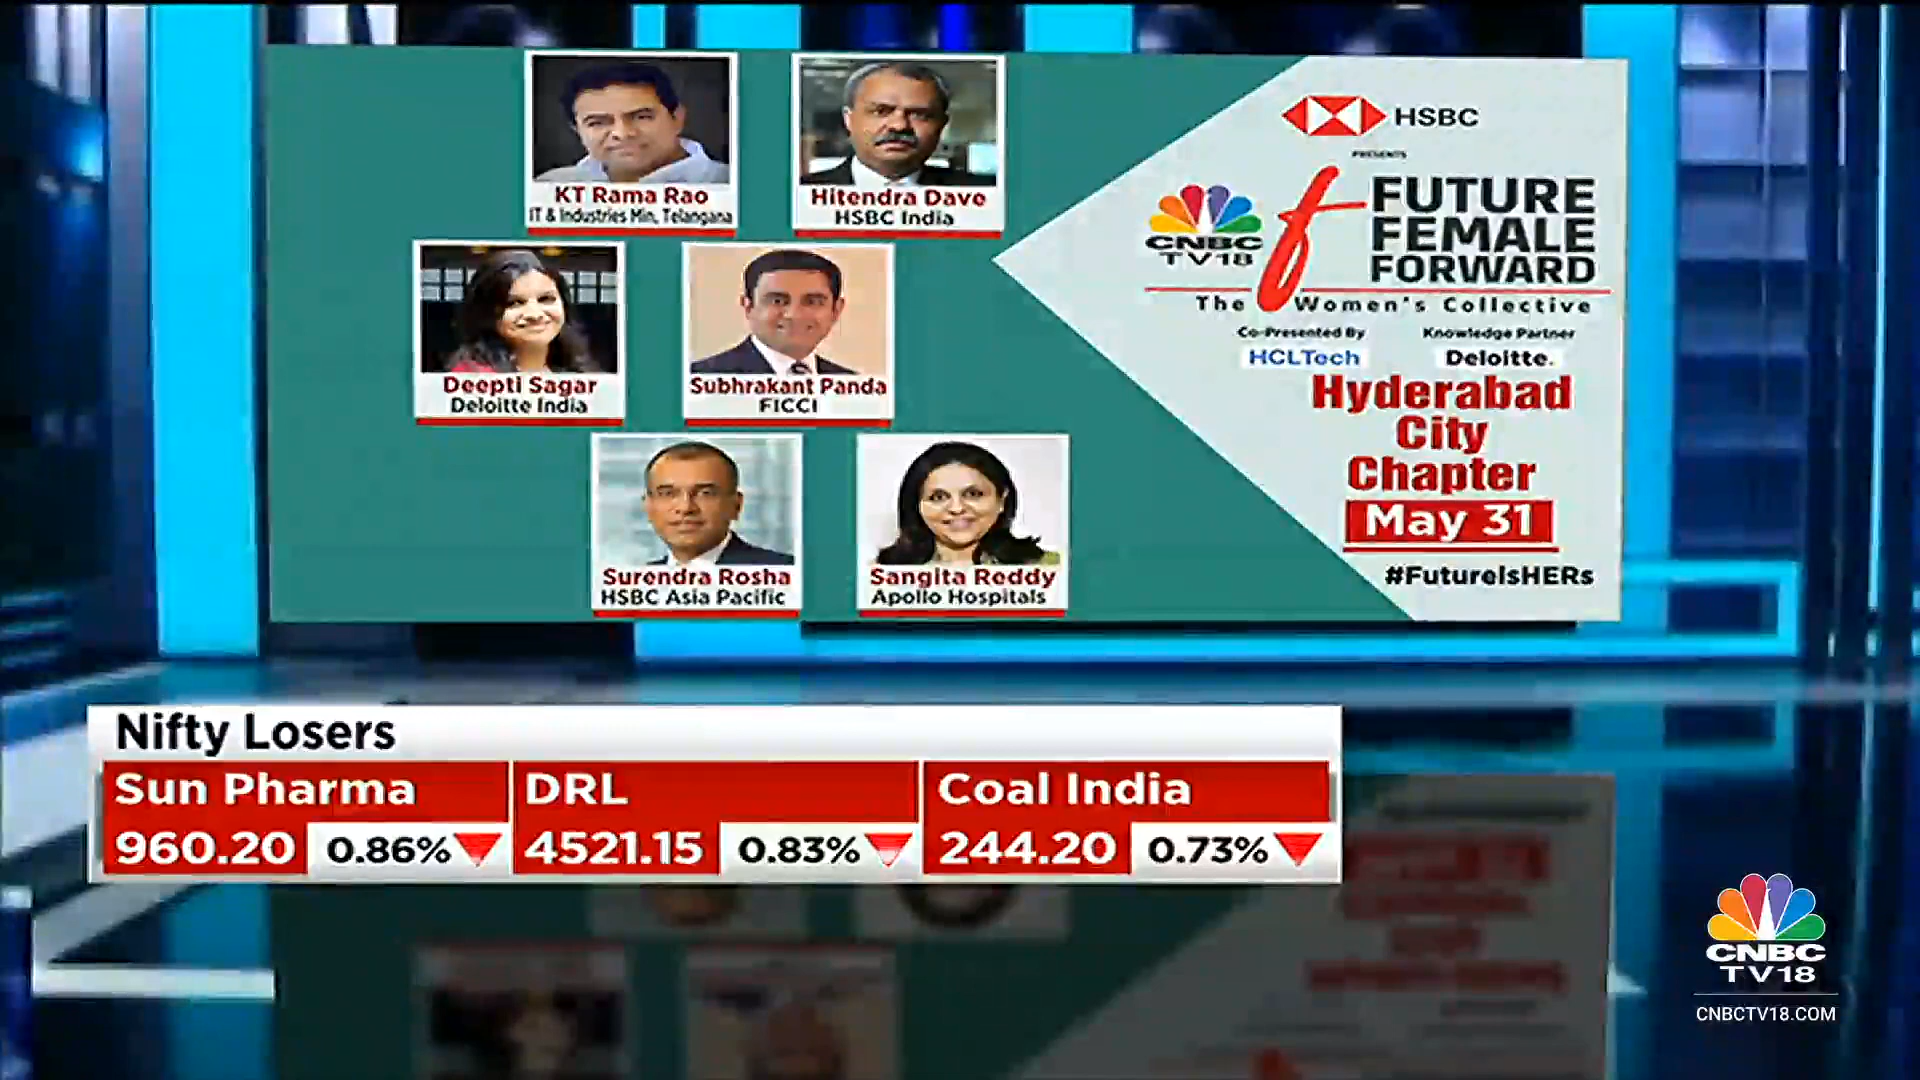 KT Rama Rao
IT & Industries Min, Telangana
Hitendra Dave
HSBC India
Deepti Sagar
Deloitte India
Subhrakant Panda
FICCI
Surendra Rosha
HSBC Asia Pacific
Sangita Reddy
Apollo Hospitals
HSBC
PRESENTS
CNBC
TV18
f FUTURE
FEMALE
FORWARD
The Women's Collective
Co-Presented By
HCLTech
Knowledge Partner
Deloitte.
Hyderabad
City
Chapter
May 31
#FutureIsHERs
Nifty Losers
Sun Pharma
960.20 0.86%
DRL
4521.15 0.83%
Coal India
244.20 0.73%
CNBC
TV18
CNBCTV18.COM